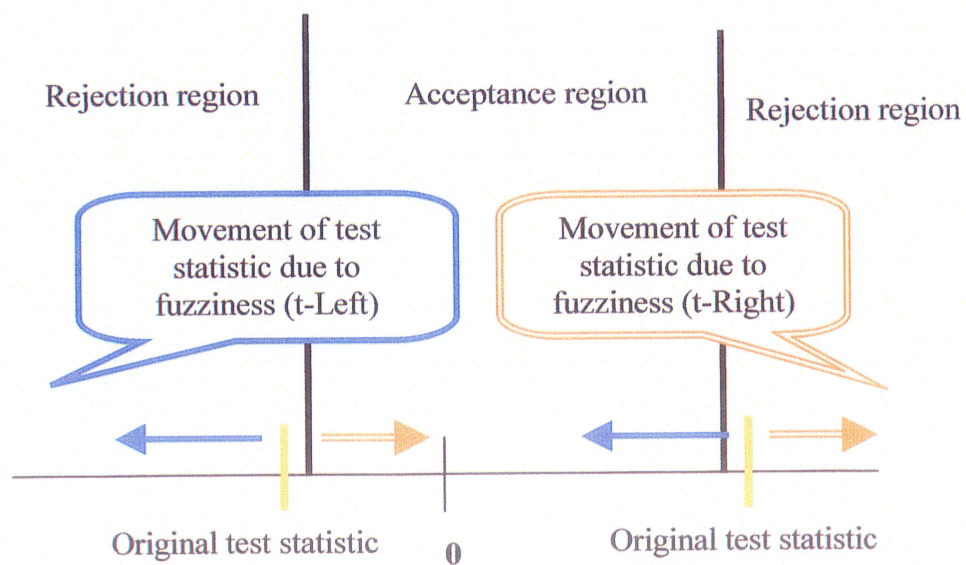 Rejection region
Acceptance region
Rejection region
Movement of test
statistic due to
fuzziness (t-Left)
Movement of test
statistic due to
fuzziness (t-Right)
Original test statistic
0
Original test statistic